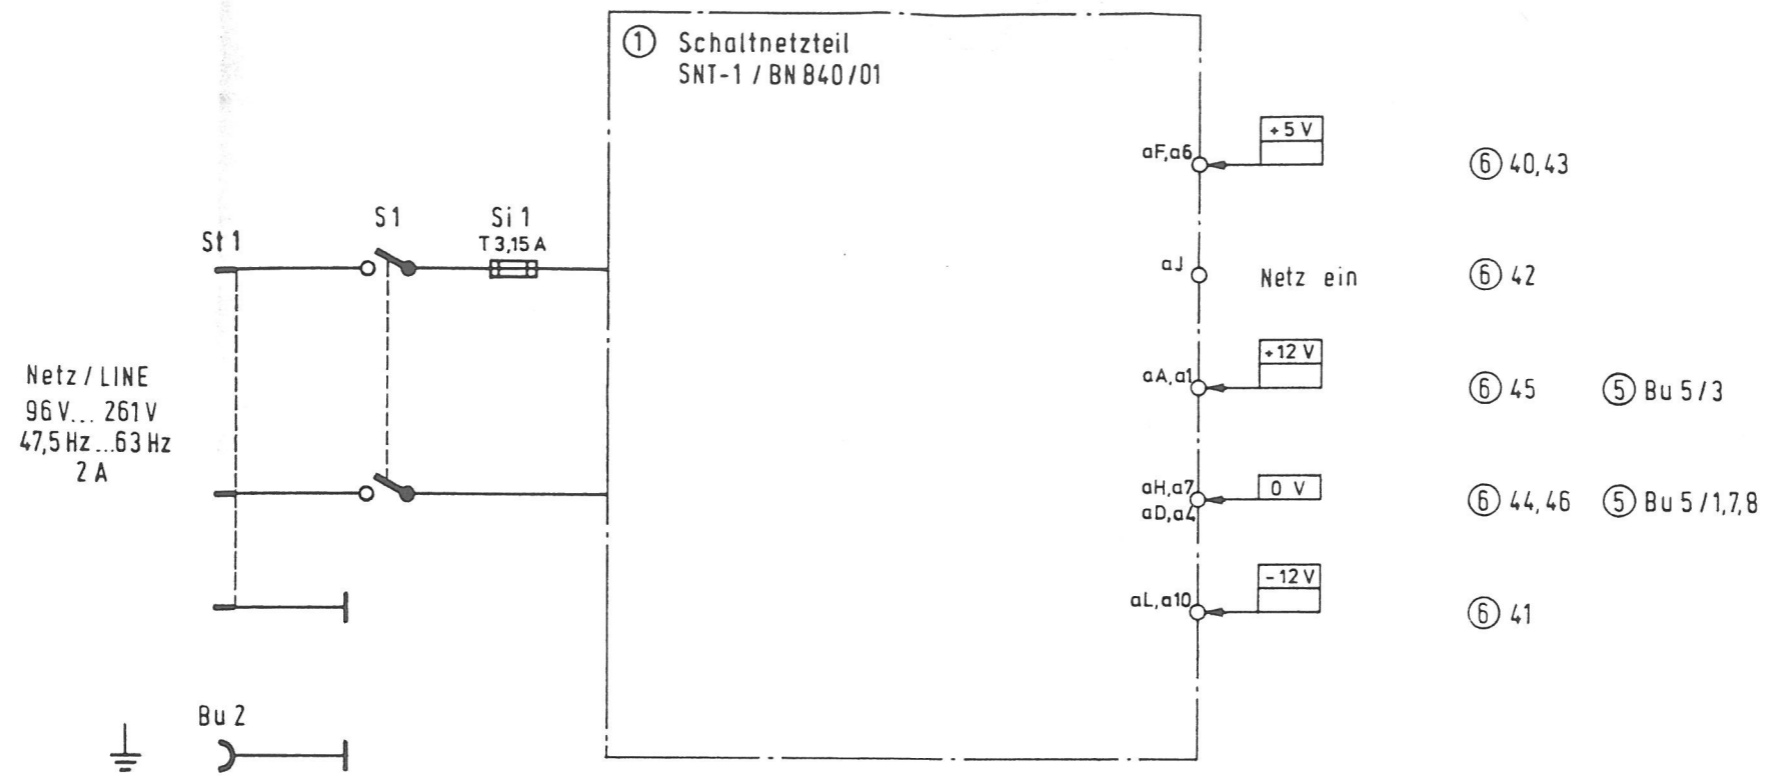 ① Schaltnetzteil
SNT-1 / BN 840/01
+5 V
aF,a6
⑥ 40,43
S1
Si 1
St 1
T 3,15 A
aJ
Netz ein
⑥ 42
+12 V
Netz / LINE
aA,a1
⑥ 45
⑤ Bu 5/3
96 V... 261 V
47,5 Hz...63 Hz
2 A
aH,a7
0 V
⑥ 44,46
⑤ Bu 5/1,7,8
aD,a4
-12 V
aL,a10
⑥ 41
Bu 2